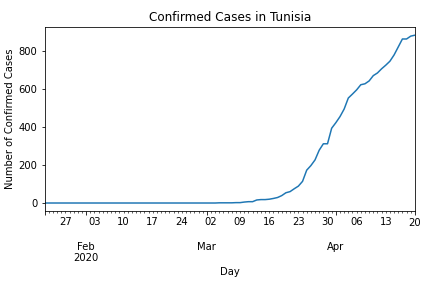 Confirmed Cases in Tunisia
Number of Confirmed Cases
800
600
400
200
0
27 03 10 17 24 02 09 16 23 30 06 13 20
Feb Mar Apr
2020
Day